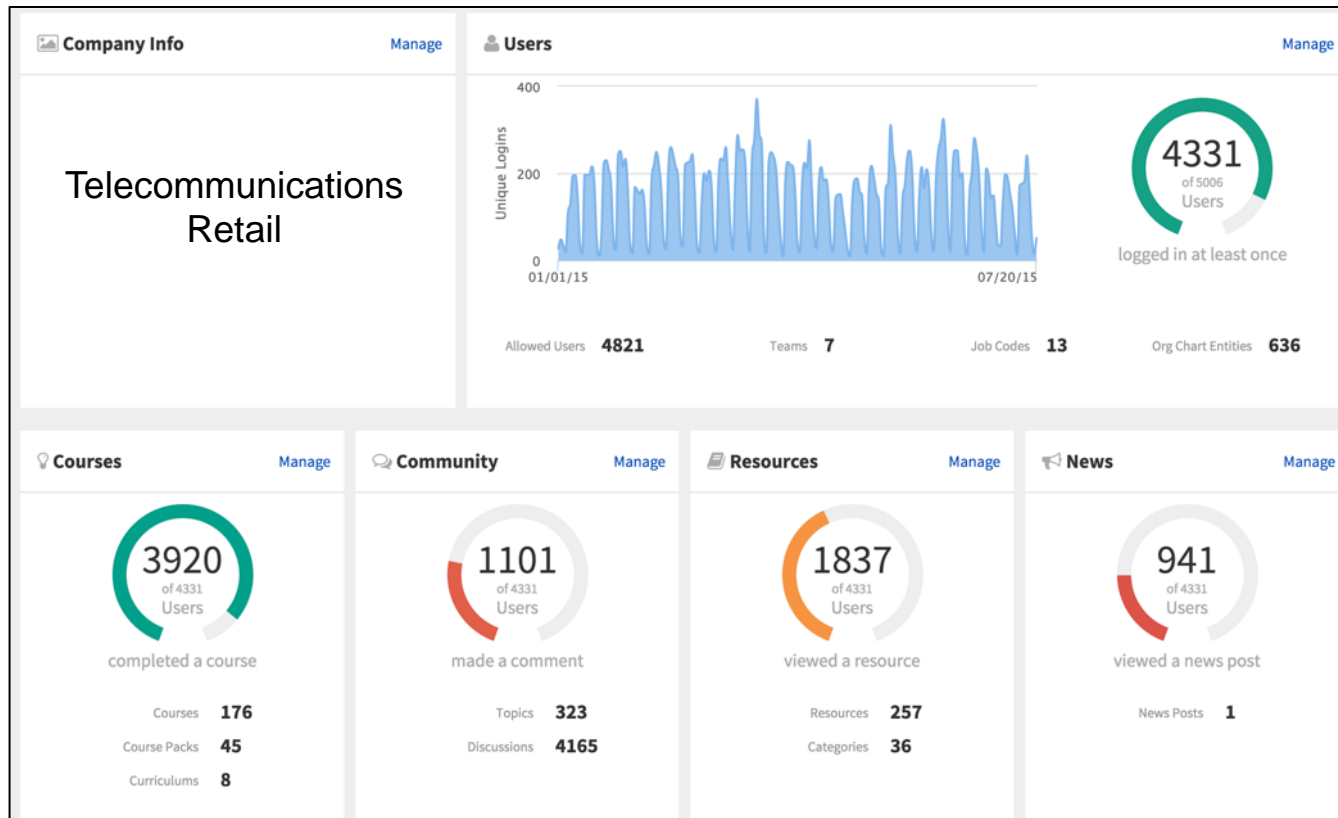 Company Info
Manage
Telecommunications
Retail
Users
Manage
400
200
0
Unique Logins
01/01/15
07/20/15
4331
of 5006
Users
logged in at least once
Allowed Users 4821
Teams 7
Job Codes 13
Org Chart Entities 636
Courses
Manage
3920
of 4331
Users
completed a course
Courses 176
Course Packs 45
Curriculums 8
Community
Manage
1101
of 4331
Users
made a comment
Topics 323
Discussions 4165
Resources
Manage
1837
of 4331
Users
viewed a resource
Resources 257
Categories 36
News
Manage
941
of 4331
Users
viewed a news post
News Posts 1